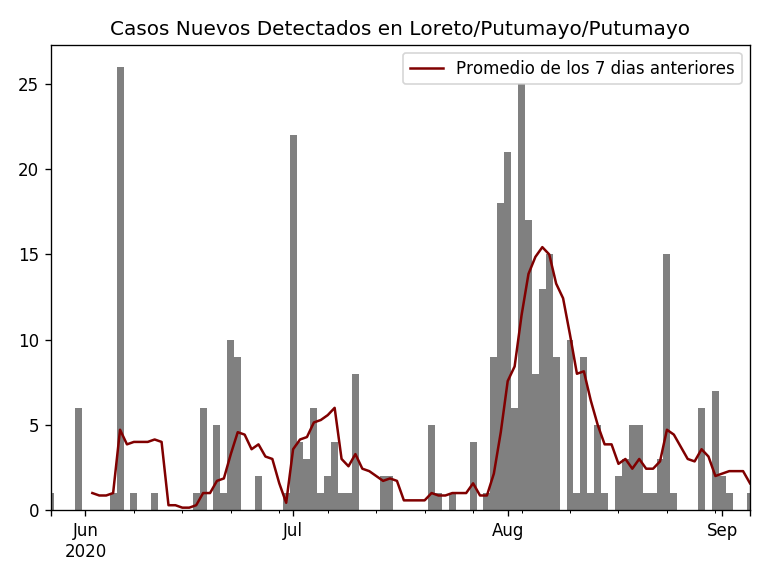 Casos Nuevos Detectados en Loreto/Putumayo/Putumayo
Promedio de los 7 dias anteriores
25
20
15
10
5
0
Jun
2020
Jul
Aug
Sep